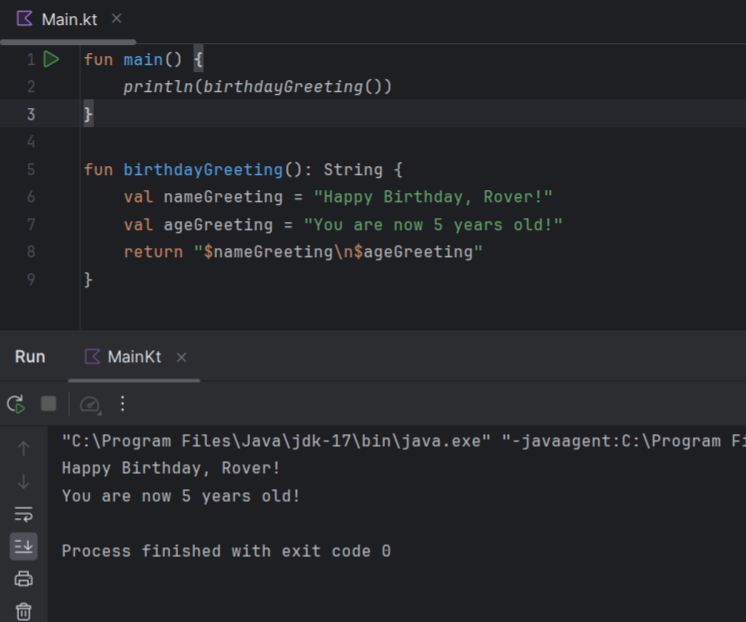 Main.kt
1 fun main() {
2 println(birthdayGreeting())
3 }
4
5 fun birthdayGreeting(): String {
6 val nameGreeting = "Happy Birthday, Rover!"
7 val ageGreeting = "You are now 5 years old!"
8 return "$nameGreeting\n$ageGreeting"
9 }
Run MainKt
"C:\Program Files\Java\jdk-17\bin\java.exe" "-javaagent:C:\Program Fi
Happy Birthday, Rover!
You are now 5 years old!
Process finished with exit code 0